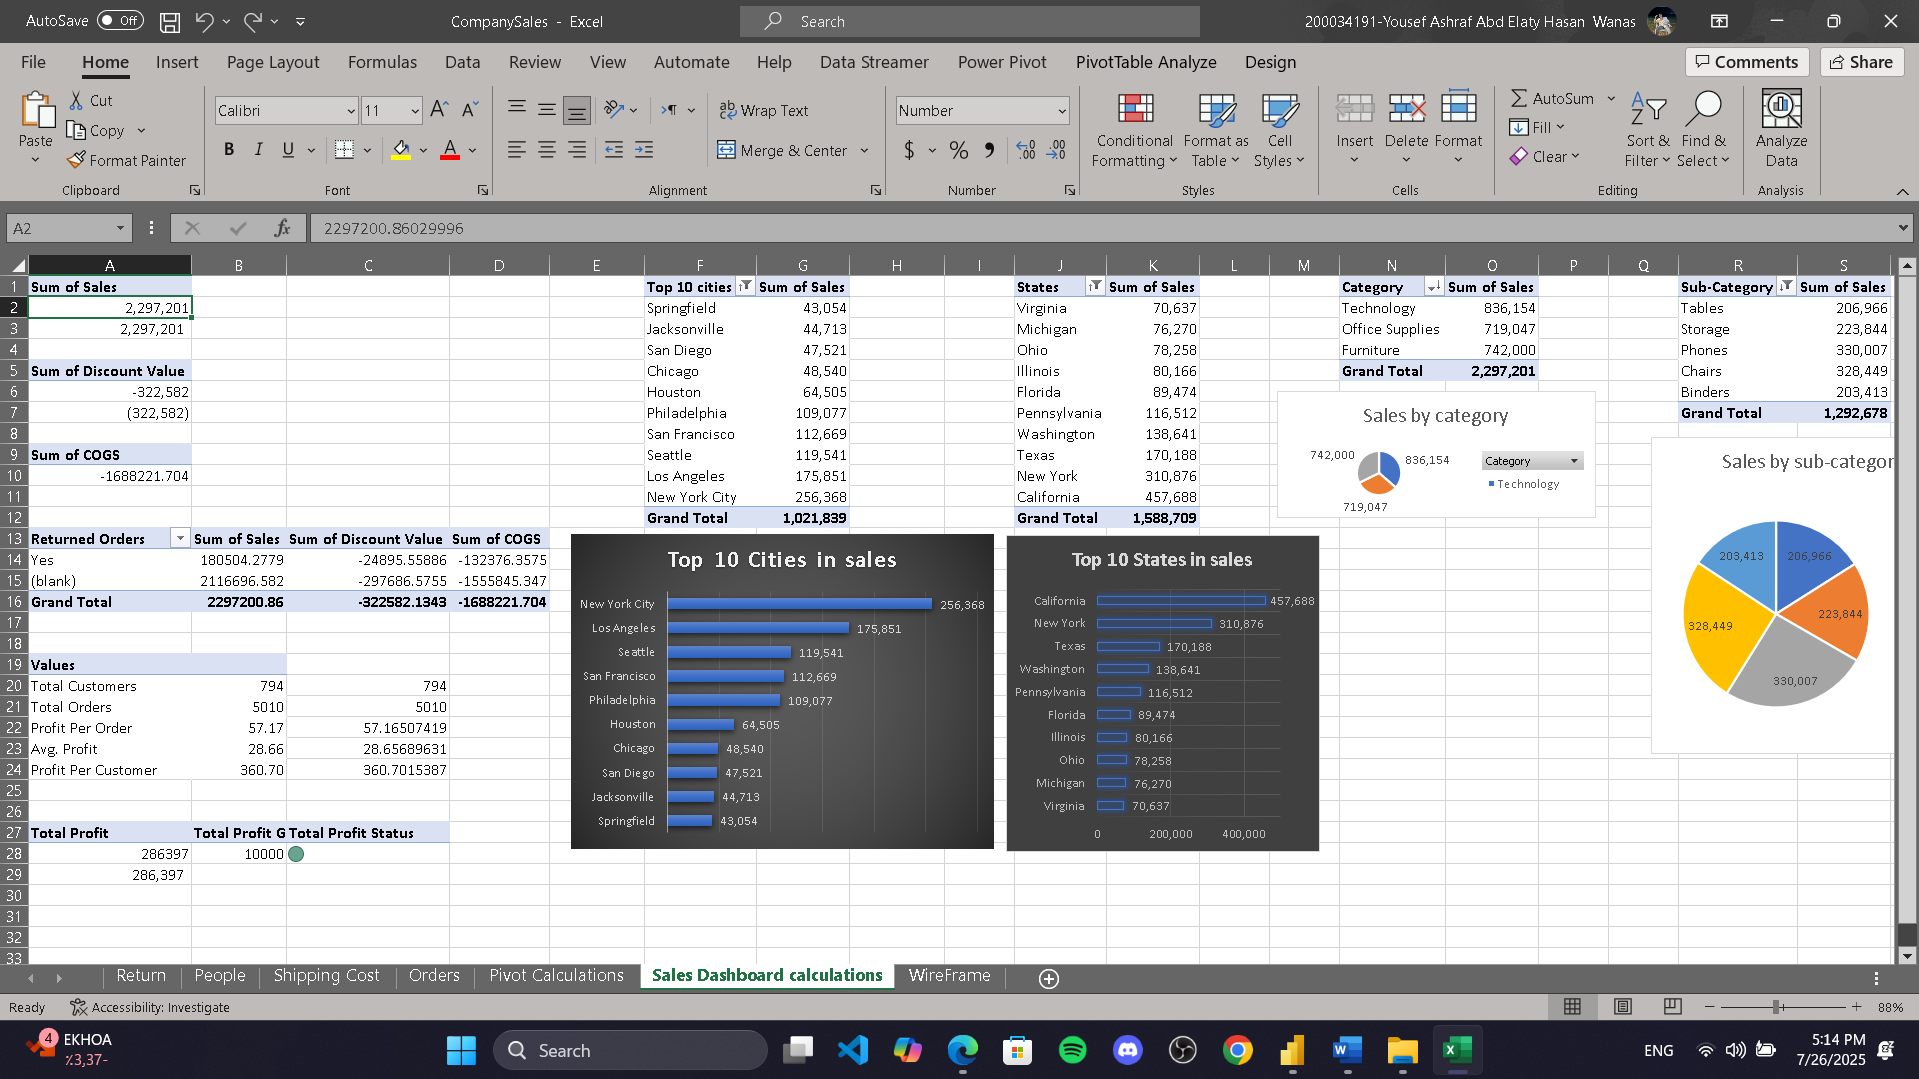 AutoSave Off CompanySales - Excel Search 200034191-Yousef Ashraf Abd Elaty Hasan Wanas
File Home Insert Page Layout Formulas Data Review View Automate Help Data Streamer Power Pivot PivotTable Analyze Design Comments Share
Paste Cut Copy Format Painter Clipboard
Calibri 11 B I U A Font
Wrap Text Merge & Center Alignment
Number $ % Number
Conditional Formatting Format as Table Cell Styles Styles
Insert Delete Format Cells
AutoSum Fill Clear Sort & Filter Find & Select Editing
Analyze Data Analysis
A2 fx 2297200.86029996
A B C D E F G H I J K L M N O P Q R S
1 Sum of Sales Top 10 cities Sum of Sales States Sum of Sales Category Sum of Sales Sub-Category Sum of Sales
2 2,297,201 Springfield 43,054 Virginia 70,637 Technology 836,154 Tables 206,966
3 2,297,201 Jacksonville 44,713 Michigan 76,270 Office Supplies 719,047 Storage 223,844
4 San Diego 47,521 Ohio 78,258 Furniture 742,000 Phones 330,007
5 Sum of Discount Value Chicago 48,540 Illinois 80,166 Grand Total 2,297,201 Chairs 328,449
6 -322,582 Houston 64,505 Florida 89,474 Binders 203,413
7 (322,582) Philadelphia 109,077 Pennsylvania 116,512 Grand Total 1,292,678
8 San Francisco 112,669 Washington 138,641
9 Sum of COGS Seattle 119,541 Texas 170,188
10 -1688221.704 Los Angeles 175,851 New York 310,876
11 New York City 256,368 California 457,688
12 Grand Total 1,021,839 Grand Total 1,588,709
13 Returned Orders Sum of Sales Sum of Discount Value Sum of COGS
14 Yes 180504.2779 -24895.55886 -132376.3575
15 (blank) 2116696.582 -297686.5755 -1555845.347
16 Grand Total 2297200.86 -322582.1343 -1688221.704
17
18
19 Values
20 Total Customers 794 794
21 Total Orders 5010 5010
22 Profit Per Order 57.17 57.16507419
23 Avg. Profit 28.66 28.65689631
24 Profit Per Customer 360.70 360.7015387
25
26
27 Total Profit Total Profit G Total Profit Status
28 286397 10000
29 286,397
30
31
32
33
Sales by category
742,000 836,154
719,047
Category
Technology
Sales by sub-categor
203,413 206,966
328,449 223,844
330,007
Top 10 Cities in sales
New York City 256,368
Los Angeles 175,851
Seattle 119,541
San Francisco 112,669
Philadelphia 109,077
Houston 64,505
Chicago 48,540
San Diego 47,521
Jacksonville 44,713
Springfield 43,054
Top 10 States in sales
California 457,688
New York 310,876
Texas 170,188
Washington 138,641
Pennsylvania 116,512
Florida 89,474
Illinois 80,166
Ohio 78,258
Michigan 76,270
Virginia 70,637
0 200,000 400,000
Return People Shipping Cost Orders Pivot Calculations Sales Dashboard calculations WireFrame
Ready Accessibility: Investigate 88%
4 EKHOA Search ENG 5:14 PM
٪3,37- 7/26/2025